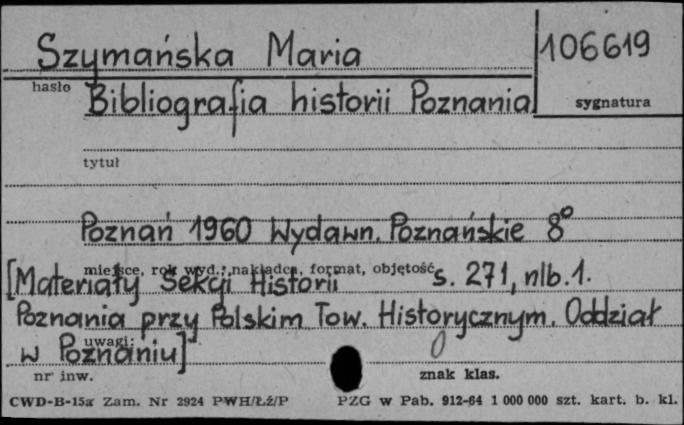 Szymańska Maria 106619
hasło sygnatura
Bibliografia historii Poznania
tytuł
Poznań 1960 Wydawn. Poznańskie 8°
miejsce, rok wyd., nakładca, format, objętość
[Materiały Sekcji Historii s. 271, nlb. 1.
Poznania przy Polskim Tow. Historycznym. Oddział
uwagi:
w Poznaniu] 0
nr inw. znak klas.
CWD-B-15a Zam. Nr 2924 PWH/ŁŹ/P PZG w Pab. 912-64 1 000 000 szt. kart. b. kl.